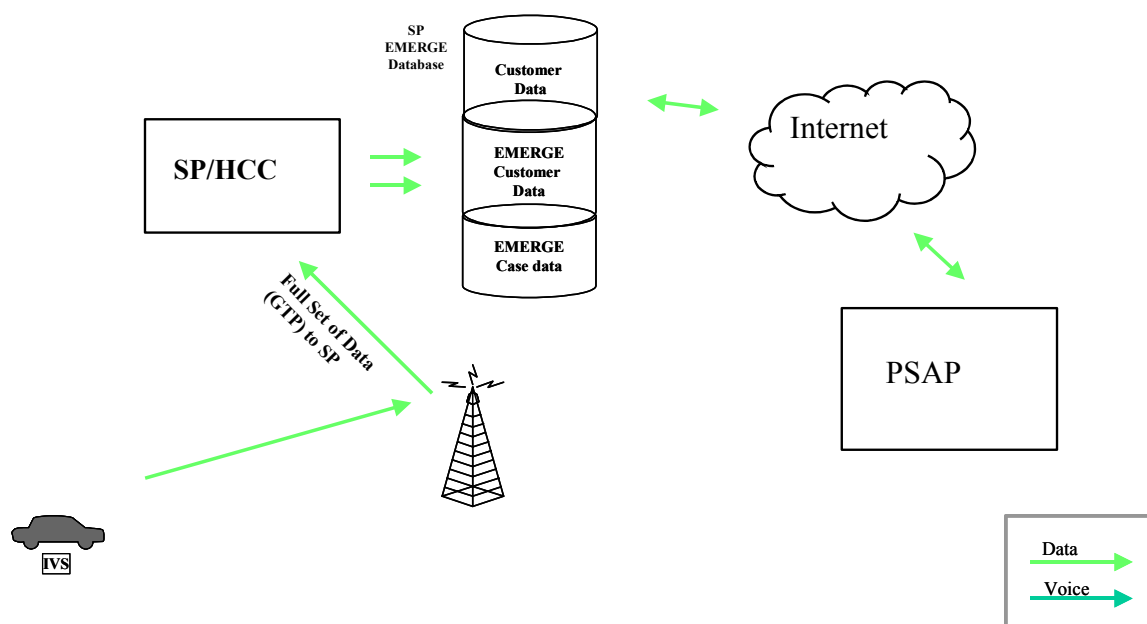 SP
EMERGE
Database
Customer
Data
EMERGE
Customer
Data
EMERGE
Case data
SP/HCC
Internet
Full Set of Data
(GTP) to SP
PSAP
IVS
Data
Voice